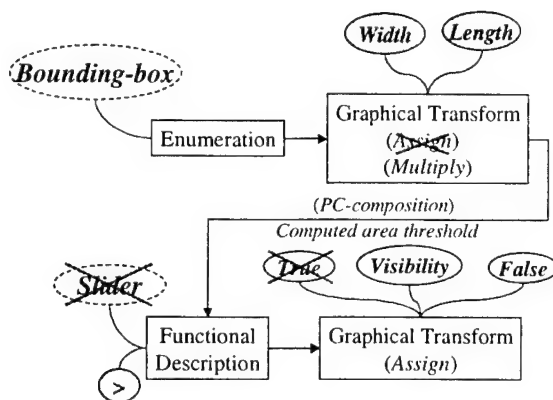 Width
Length
Bounding-box
Enumeration
Graphical Transform
(Assign)
(Multiply)
(PC-composition)
Computed area threshold
True
Visibility
False
Slider
Functional
Description
Graphical Transform
(Assign)
>